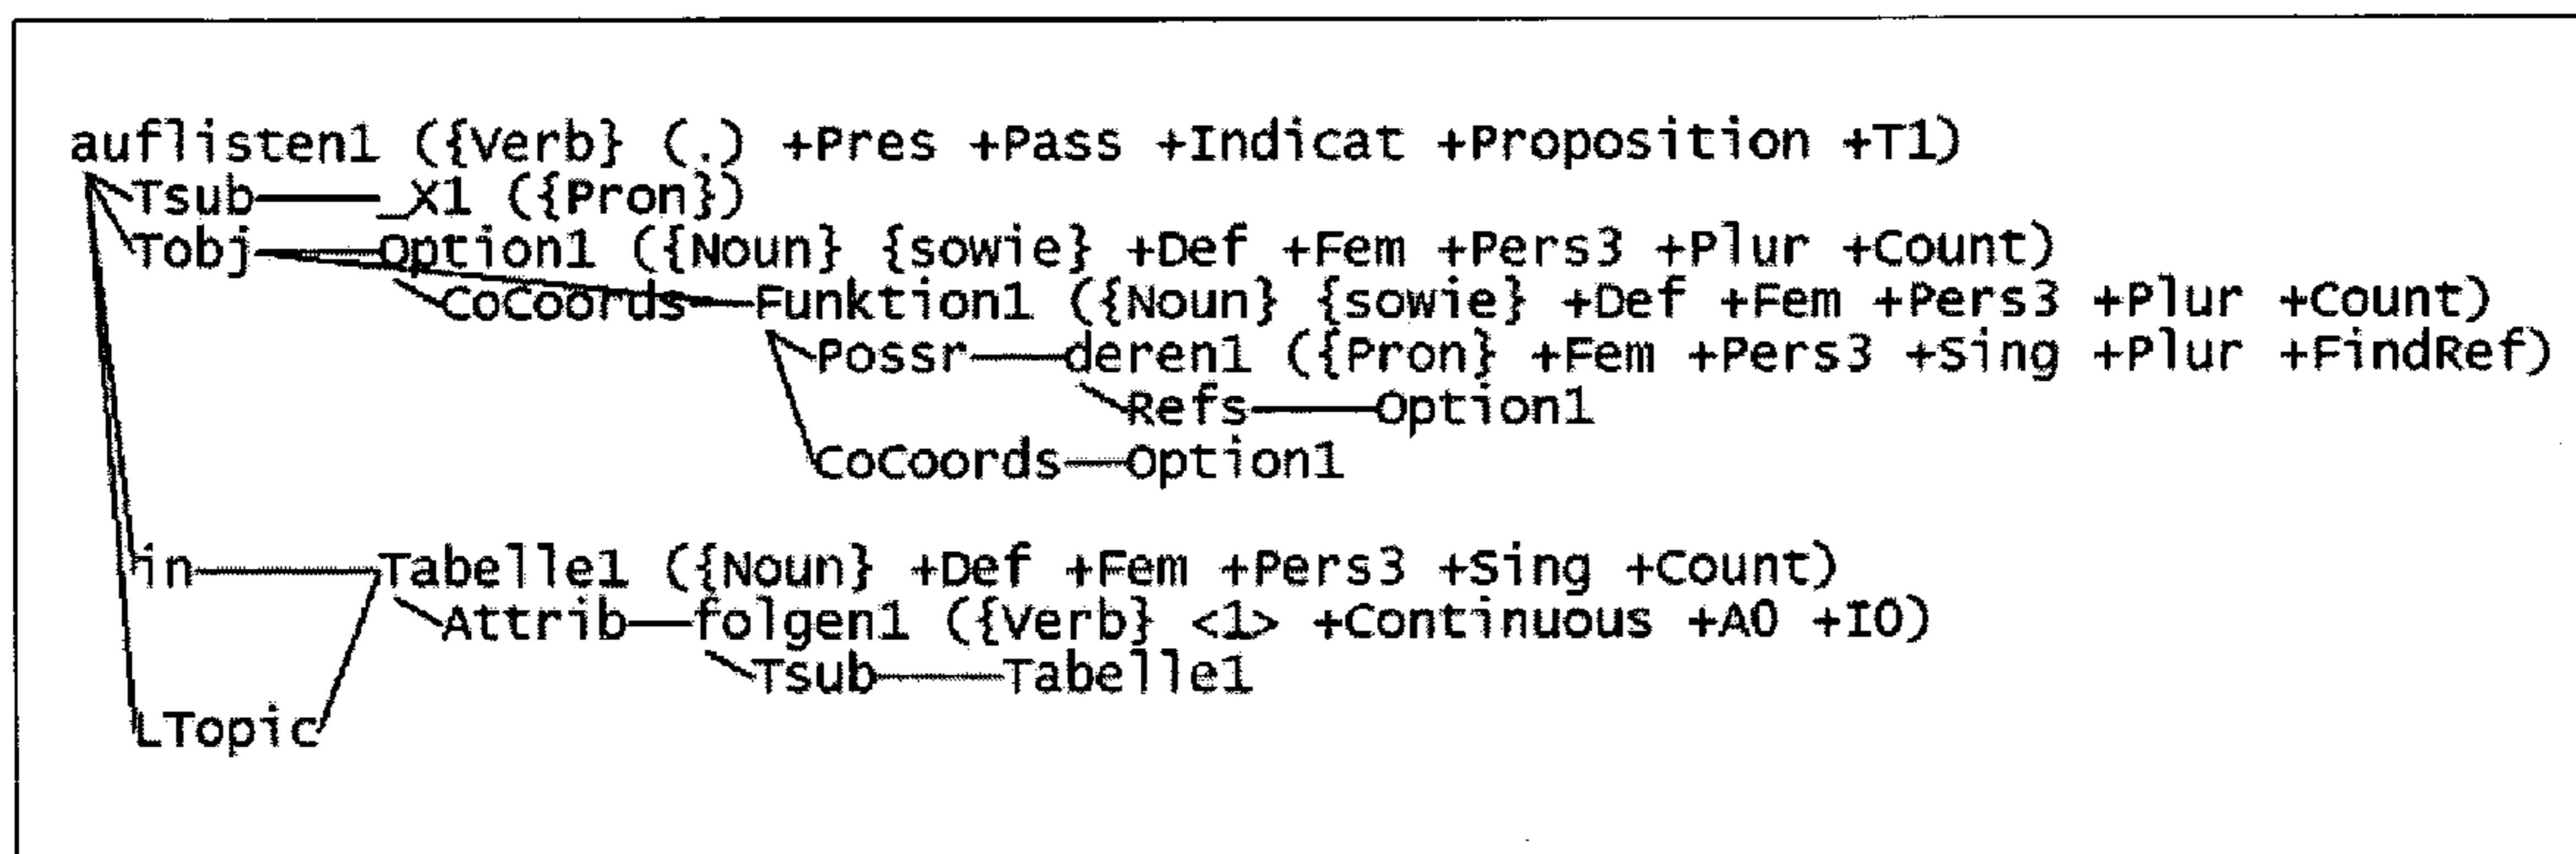 auflisten1 ({Verb} (.) +Pres +Pass +Indicat +Proposition +T1)
Tsub _X1 ({Pron})
Tobj Option1 ({Noun} {sowie} +Def +Fem +Pers3 +Plur +Count)
CoCoords Funktion1 ({Noun} {sowie} +Def +Fem +Pers3 +Plur +Count)
Possr deren1 ({Pron} +Fem +Pers3 +Sing +Plur +FindRef)
Refs Option1
CoCoords Option1
in Tabelle1 ({Noun} +Def +Fem +Pers3 +Sing +Count)
Attrib folgen1 ({Verb} <1> +Continuous +A0 +I0)
Tsub Tabelle1
LTopic